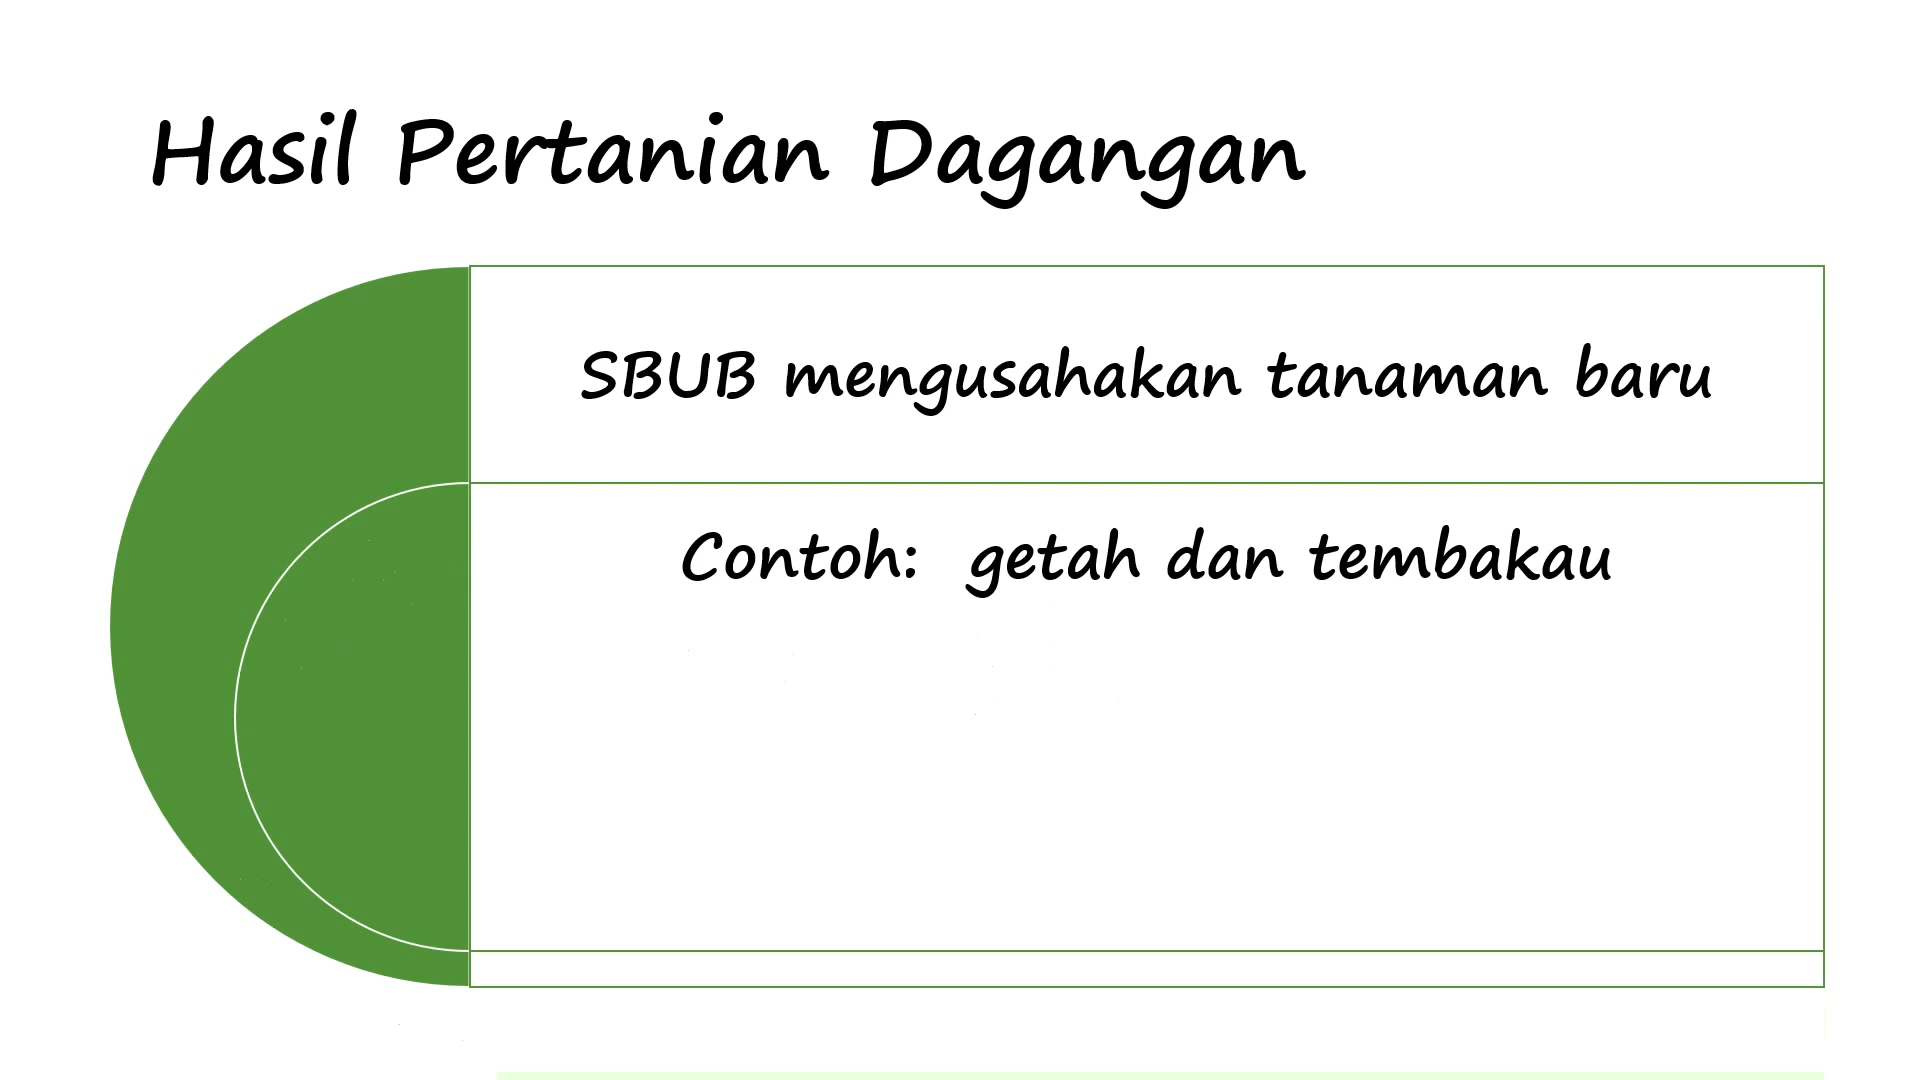 Hasil Pertanian Dagangan
SBUB mengusahakan tanaman baru
Contoh: getah dan tembakau